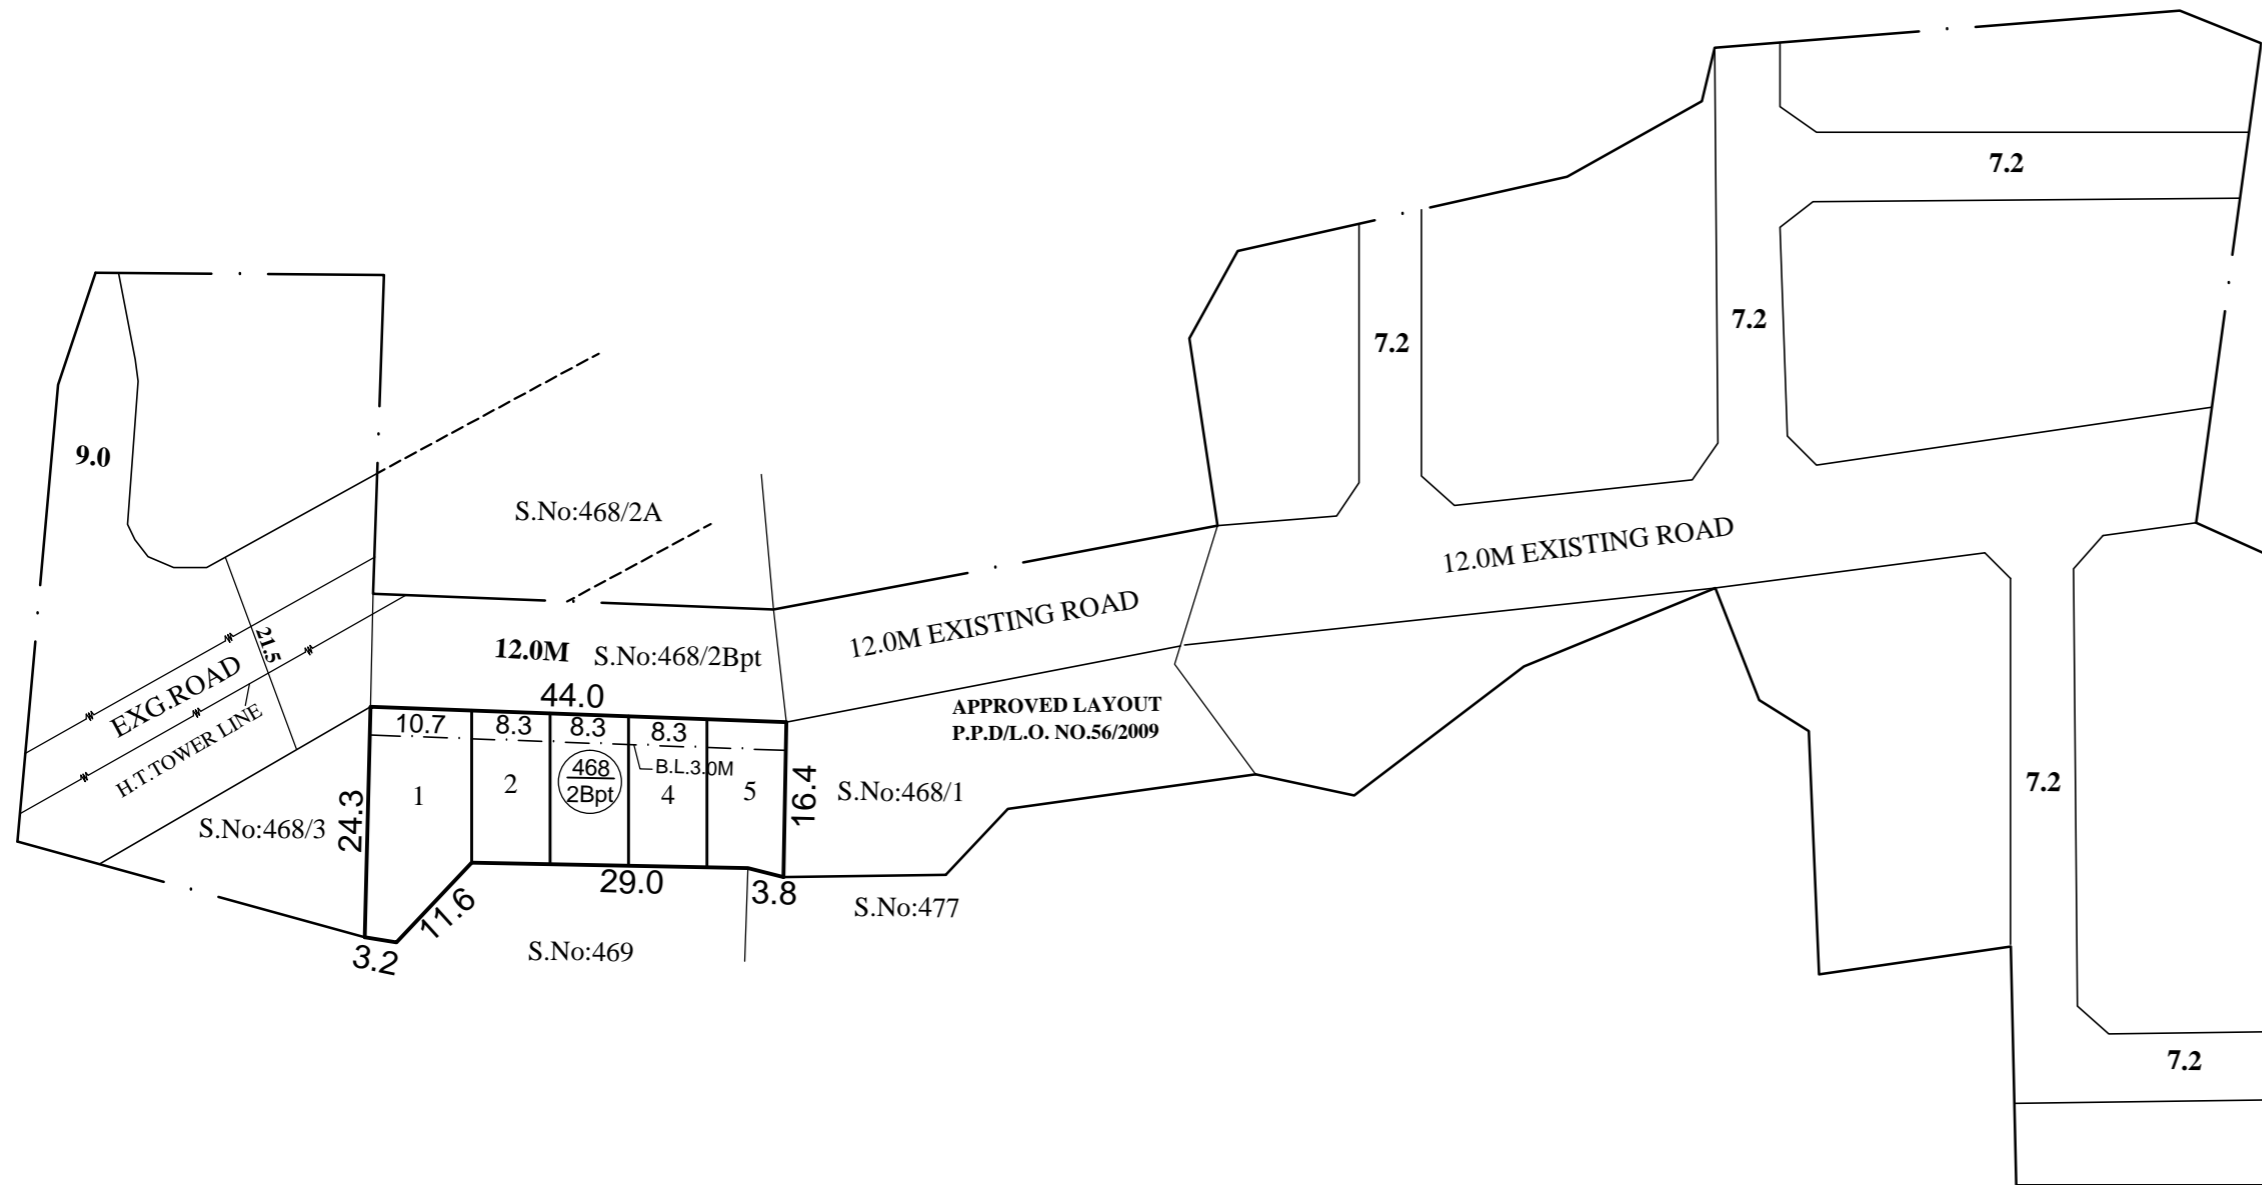 7.2
7.2
7.2
9.0
S.No:468/2A
12.0M EXISTING ROAD
12.0M EXISTING ROAD
21.5
12.0M
S.No:468/2Bpt
EXG.ROAD
H.T.TOWER LINE
44.0
APPROVED LAYOUT
P.P.D/L.O. NO.56/2009
10.7
8.3
8.3
8.3
B.L.3.0M
468
2Bpt
1
2
4
5
16.4
24.3
S.No:468/1
S.No:468/3
7.2
29.0
3.8
11.6
3.2
S.No:477
S.No:469
7.2